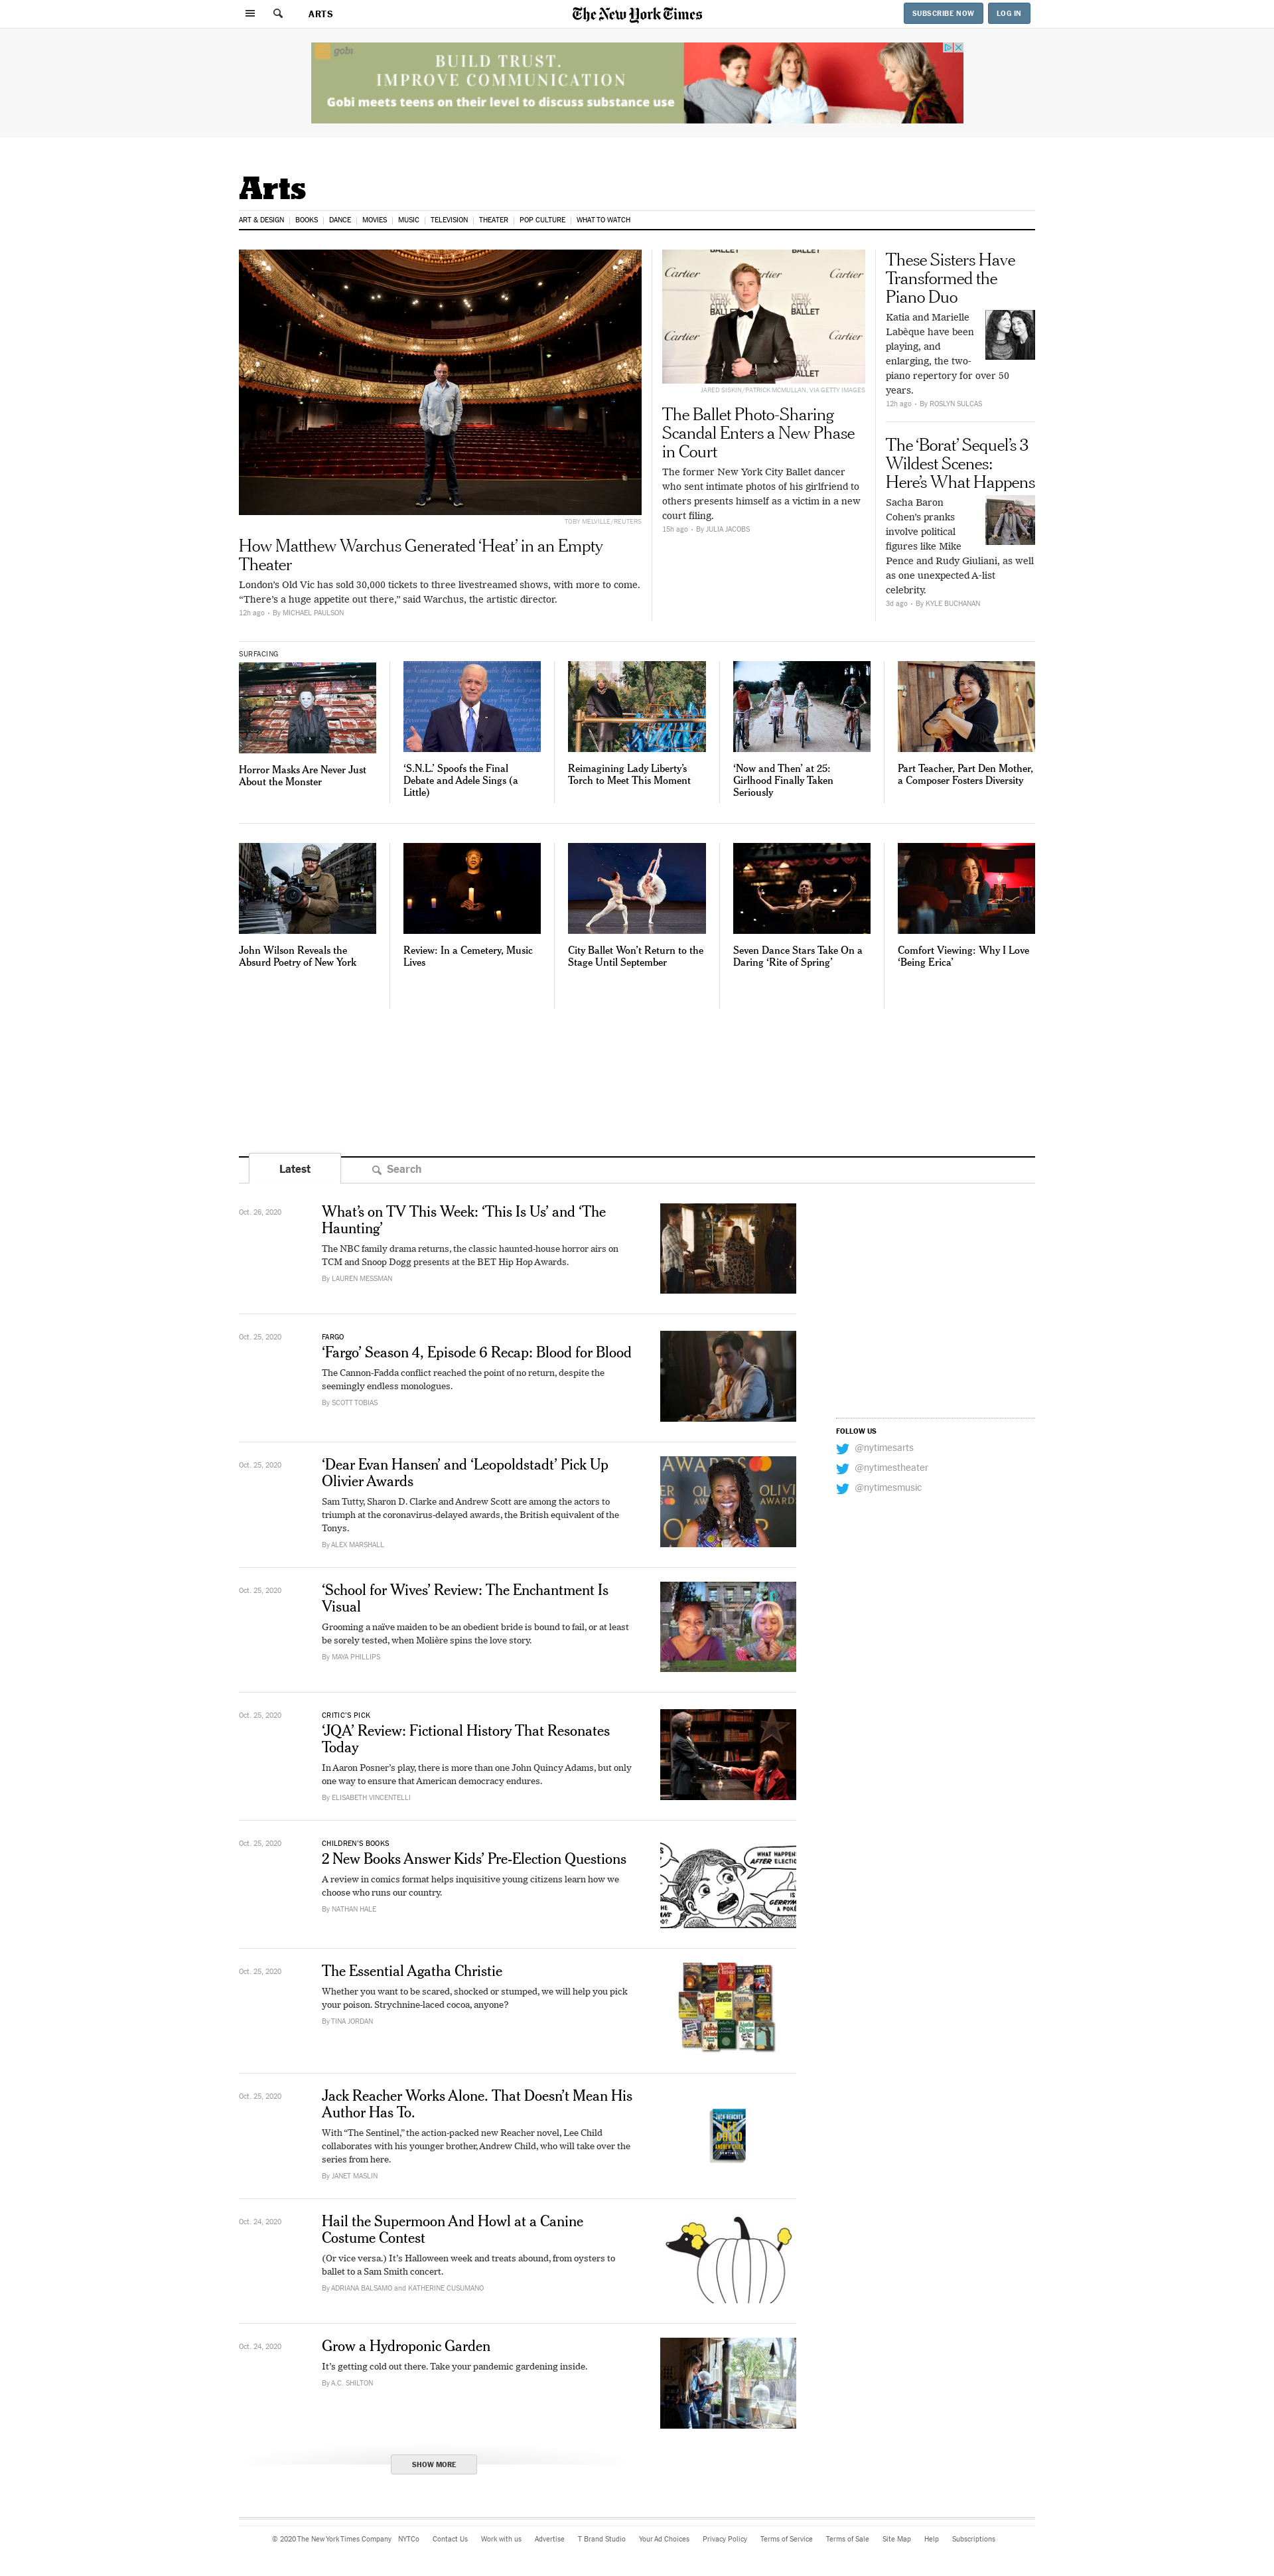 ARTS
The New York Times
SUBSCRIBE NOW
LOG IN
gobi
BUILD TRUST.
IMPROVE COMMUNICATION
Gobi meets teens on their level to discuss substance use
Arts
ART & DESIGN
BOOKS
DANCE
MOVIES
MUSIC
TELEVISION
THEATER
POP CULTURE
WHAT TO WATCH
TOBY MELVILLE/REUTERS
How Matthew Warchus Generated ‘Heat’ in an Empty
Theater
London’s Old Vic has sold 30,000 tickets to three livestreamed shows, with more to come.
“There’s a huge appetite out there,” said Warchus, the artistic director.
12h ago • By MICHAEL PAULSON
BALLET
BALLET
Cartier
Cartier
NEW YORK CITY BALLET
NEW YORK CITY BALLET
Cartier
Cartier
BALLET
JARED SISKIN/PATRICK MCMULLAN, VIA GETTY IMAGES
The Ballet Photo-Sharing
Scandal Enters a New Phase
in Court
The former New York City Ballet dancer
who sent intimate photos of his girlfriend to
others presents himself as a victim in a new
court filing.
15h ago • By JULIA JACOBS
These Sisters Have
Transformed the
Piano Duo
Katia and Marielle
Labèque have been
playing, and
enlarging, the two-
piano repertory for over 50
years.
12h ago • By ROSLYN SULCAS
The ‘Borat’ Sequel’s 3
Wildest Scenes:
Here’s What Happens
Sacha Baron
Cohen’s pranks
involve political
figures like Mike
Pence and Rudy Giuliani, as well
as one unexpected A-list
celebrity.
3d ago • By KYLE BUCHANAN
SURFACING
Horror Masks Are Never Just
About the Monster
‘S.N.L.’ Spoofs the Final
Debate and Adele Sings (a
Little)
Reimagining Lady Liberty’s
Torch to Meet This Moment
‘Now and Then’ at 25:
Girlhood Finally Taken
Seriously
Part Teacher, Part Den Mother,
a Composer Fosters Diversity
John Wilson Reveals the
Absurd Poetry of New York
Review: In a Cemetery, Music
Lives
City Ballet Won’t Return to the
Stage Until September
Seven Dance Stars Take On a
Daring ‘Rite of Spring’
Comfort Viewing: Why I Love
‘Being Erica’
Latest
Search
Oct. 26, 2020
What’s on TV This Week: ‘This Is Us’ and ‘The
Haunting’
The NBC family drama returns, the classic haunted-house horror airs on
TCM and Snoop Dogg presents at the BET Hip Hop Awards.
By LAUREN MESSMAN
Oct. 25, 2020
FARGO
‘Fargo’ Season 4, Episode 6 Recap: Blood for Blood
The Cannon-Fadda conflict reached the point of no return, despite the
seemingly endless monologues.
By SCOTT TOBIAS
FOLLOW US
@nytimesarts
@nytimestheater
@nytimesmusic
Oct. 25, 2020
‘Dear Evan Hansen’ and ‘Leopoldstadt’ Pick Up
Olivier Awards
Sam Tutty, Sharon D. Clarke and Andrew Scott are among the actors to
triumph at the coronavirus-delayed awards, the British equivalent of the
Tonys.
By ALEX MARSHALL
AWARDS
Oct. 25, 2020
‘School for Wives’ Review: The Enchantment Is
Visual
Grooming a naïve maiden to be an obedient bride is bound to fail, or at least
be sorely tested, when Molière spins the love story.
By MAYA PHILLIPS
Oct. 25, 2020
CRITIC’S PICK
‘JQA’ Review: Fictional History That Resonates
Today
In Aaron Posner’s play, there is more than one John Quincy Adams, but only
one way to ensure that American democracy endures.
By ELISABETH VINCENTELLI
Oct. 25, 2020
CHILDREN’S BOOKS
2 New Books Answer Kids’ Pre-Election Questions
A review in comics format helps inquisitive young citizens learn how we
choose who runs our country.
By NATHAN HALE
WHAT HAPPENS
AFTER ELECTION
IS
GERRYM
A POKÉ
Oct. 25, 2020
The Essential Agatha Christie
Whether you want to be scared, shocked or stumped, we will help you pick
your poison. Strychnine-laced cocoa, anyone?
By TINA JORDAN
Oct. 25, 2020
Jack Reacher Works Alone. That Doesn’t Mean His
Author Has To.
With “The Sentinel,” the action-packed new Reacher novel, Lee Child
collaborates with his younger brother, Andrew Child, who will take over the
series from here.
By JANET MASLIN
JACK REACHER
LEE
CHILD
Oct. 24, 2020
Hail the Supermoon And Howl at a Canine
Costume Contest
(Or vice versa.) It’s Halloween week and treats abound, from oysters to
ballet to a Sam Smith concert.
By ADRIANA BALSAMO and KATHERINE CUSUMANO
Oct. 24, 2020
Grow a Hydroponic Garden
It’s getting cold out there. Take your pandemic gardening inside.
By A.C. SHILTON
SHOW MORE
© 2020 The New York Times Company
NYTCo
Contact Us
Work with us
Advertise
T Brand Studio
Your Ad Choices
Privacy Policy
Terms of Service
Terms of Sale
Site Map
Help
Subscriptions